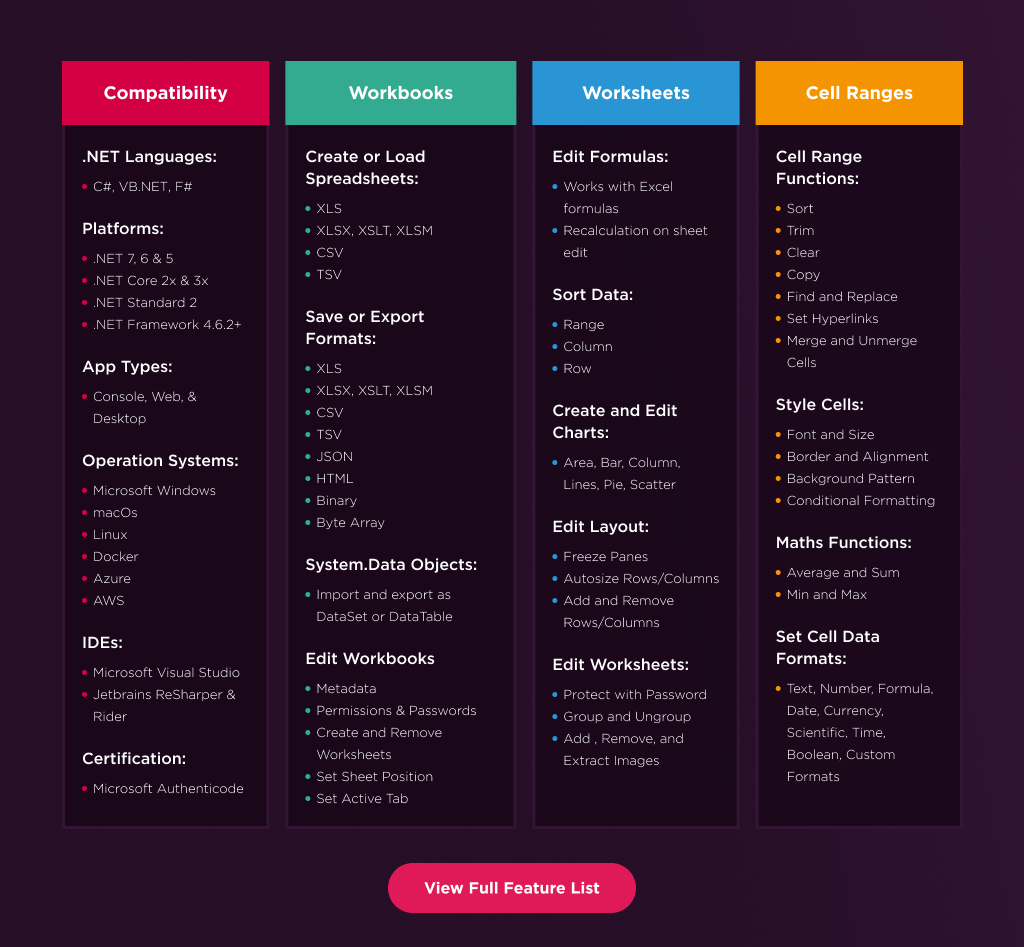 Compatibility
.NET Languages:
C#, VB.NET, F#
Platforms:
.NET 7, 6 & 5
.NET Core 2x & 3x
.NET Standard 2
.NET Framework 4.6.2+
App Types:
Console, Web, &
Desktop
Operation Systems:
Microsoft Windows
macOs
Linux
Docker
Azure
AWS
IDEs:
Microsoft Visual Studio
Jetbrains ReSharper &
Rider
Certification:
Microsoft Authenticode
Workbooks
Create or Load
Spreadsheets:
XLS
XLSX, XSLT, XLSM
CSV
TSV
Save or Export
Formats:
XLS
XLSX, XSLT, XLSM
CSV
TSV
JSON
HTML
Binary
Byte Array
System.Data Objects:
Import and export as
DataSet or DataTable
Edit Workbooks
Metadata
Permissions & Passwords
Create and Remove
Worksheets
Set Sheet Position
Set Active Tab
Worksheets
Edit Formulas:
Works with Excel
formulas
Recalculation on sheet
edit
Sort Data:
Range
Column
Row
Create and Edit
Charts:
Area, Bar, Column,
Lines, Pie, Scatter
Edit Layout:
Freeze Panes
Autosize Rows/Columns
Add and Remove
Rows/Columns
Edit Worksheets:
Protect with Password
Group and Ungroup
Add , Remove, and
Extract Images
Cell Ranges
Cell Range
Functions:
Sort
Trim
Clear
Copy
Find and Replace
Set Hyperlinks
Merge and Unmerge
Cells
Style Cells:
Font and Size
Border and Alignment
Background Pattern
Conditional Formatting
Maths Functions:
Average and Sum
Min and Max
Set Cell Data
Formats:
Text, Number, Formula,
Date, Currency,
Scientific, Time,
Boolean, Custom
Formats
View Full Feature List